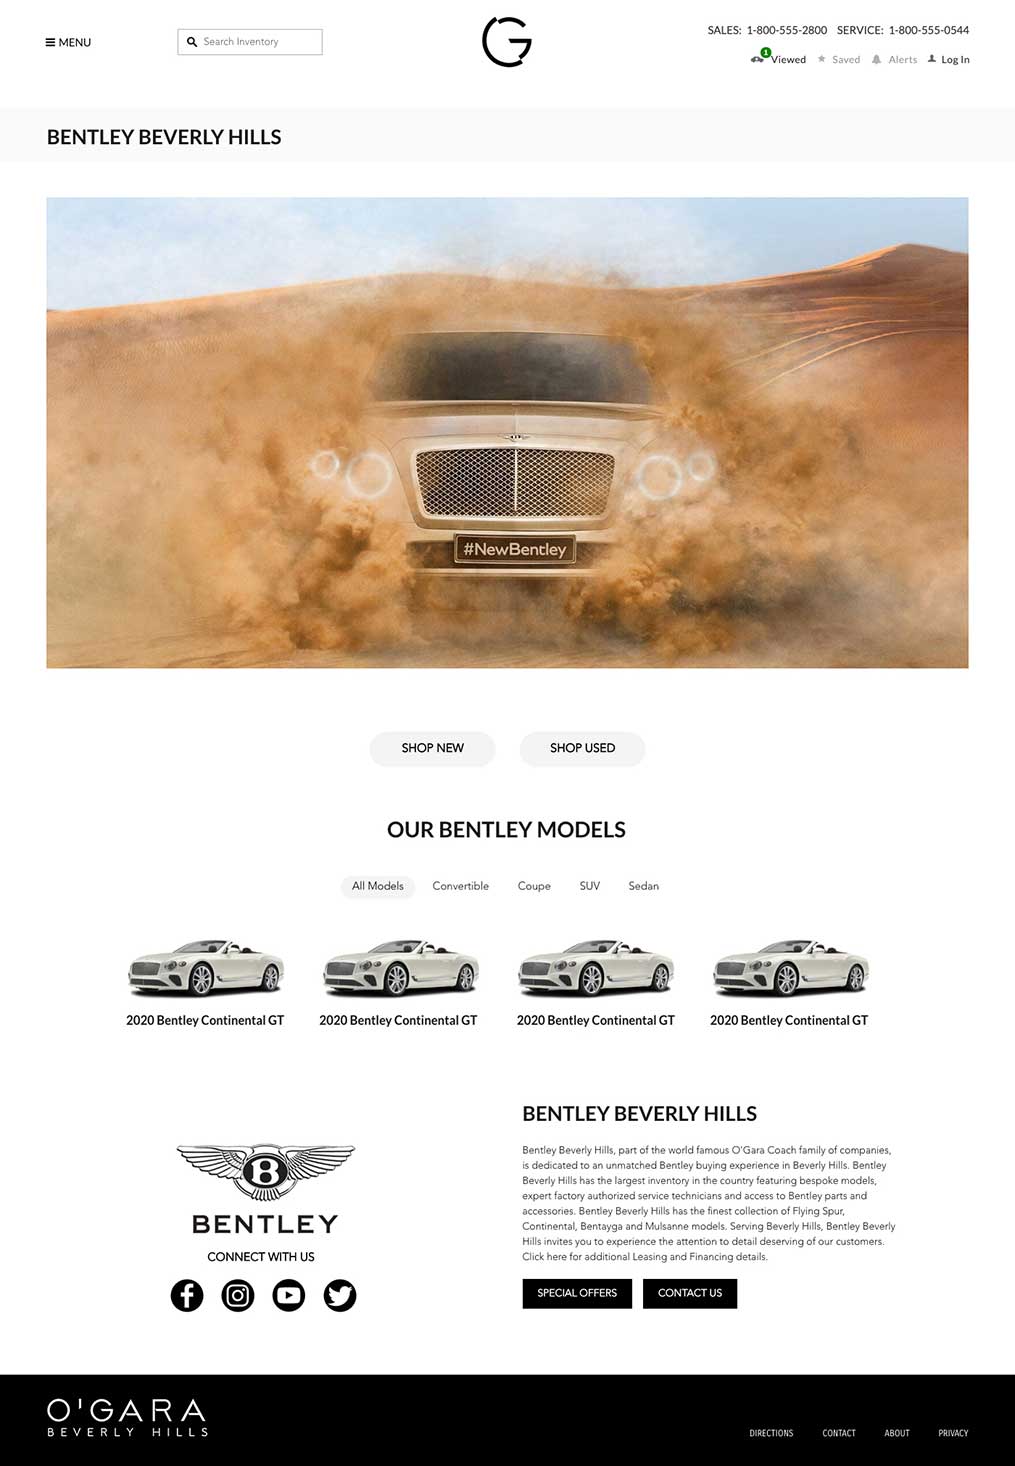 MENU
Search Inventory
G
SALES: 1-800-555-2800 SERVICE: 1-800-555-0544
1
Viewed Saved Alerts Log In
BENTLEY BEVERLY HILLS
#NewBentley
SHOP NEW SHOP USED
OUR BENTLEY MODELS
All Models Convertible Coupe SUV Sedan
2020 Bentley Continental GT 2020 Bentley Continental GT 2020 Bentley Continental GT 2020 Bentley Continental GT
B
BENTLEY
CONNECT WITH US
BENTLEY BEVERLY HILLS
Bentley Beverly Hills, part of the world famous O'Gara Coach family of companies,
is dedicated to an unmatched Bentley buying experience in Beverly Hills. Bentley
Beverly Hills has the largest inventory in the country featuring bespoke models,
expert factory authorized service technicians and access to Bentley parts and
accessories. Bentley Beverly Hills has the finest collection of Flying Spur,
Continental, Bentayga and Mulsanne models. Serving Beverly Hills, Bentley Beverly
Hills invites you to experience the attention to detail deserving of our customers.
Click here for additional Leasing and Financing details.
SPECIAL OFFERS CONTACT US
O'GARA
BEVERLY HILLS
DIRECTIONS CONTACT ABOUT PRIVACY